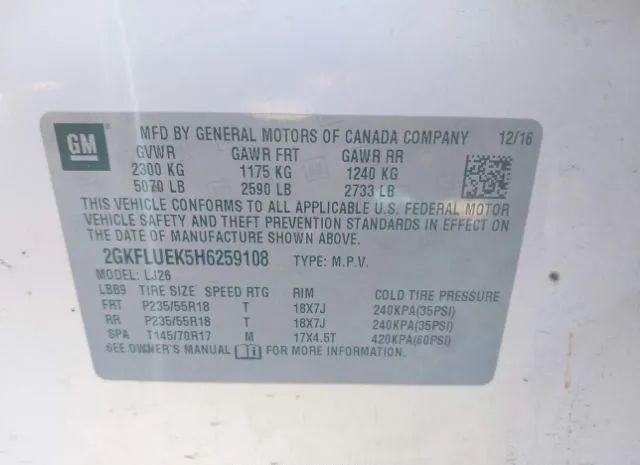 GM
MFD BY GENERAL MOTORS OF CANADA COMPANY 12/16
GVWR GAWR FRT GAWR RR
2300 KG 1175 KG 1240 KG
5070 LB 2590 LB 2733 LB
THIS VEHICLE CONFORMS TO ALL APPLICABLE U.S. FEDERAL MOTOR
VEHICLE SAFETY AND THEFT PREVENTION STANDARDS IN EFFECT ON
THE DATE OF MANUFACTURE SHOWN ABOVE.
2GKFLUEK5H6259108 TYPE: M.P.V.
MODEL: LJ26
LBB9 TIRE SIZE SPEED RTG RIM COLD TIRE PRESSURE
FRT P235/55R18 T 18X7J 240KPA(35PSI)
RR P235/55R18 T 18X7J 240KPA(35PSI)
SPA T145/70R17 M 17X4.5T 420KPA(60PSI)
SEE OWNER'S MANUAL FOR MORE INFORMATION